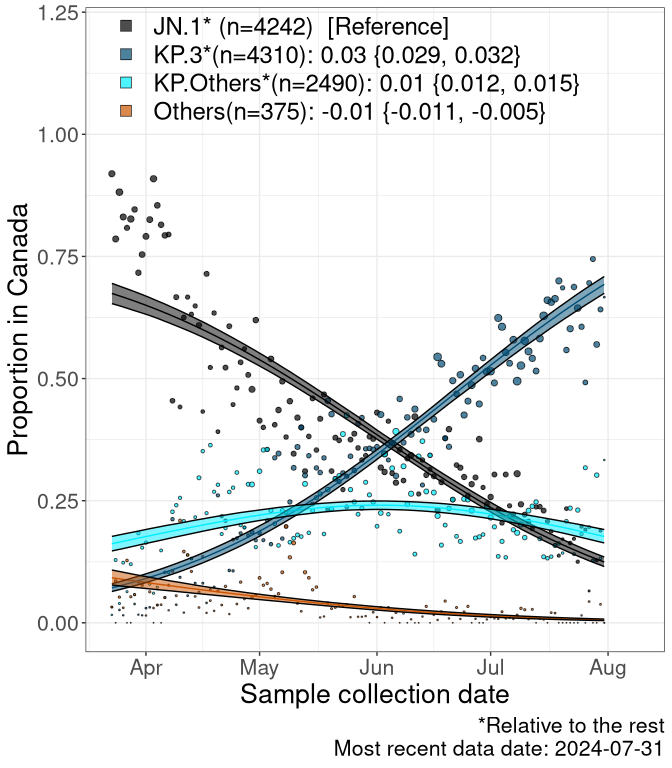 JN.1* (n=4242)  [Reference]
KP.3*(n=4310): 0.03 {0.029, 0.032}
KP.Others*(n=2490): 0.01 {0.012, 0.015}
Others(n=375): -0.01 {-0.011, -0.005}
1.25
1.00
0.75
0.50
0.25
0.00
Proportion in Canada
Apr May Jun Jul Aug
Sample collection date
*Relative to the rest
Most recent data date: 2024-07-31